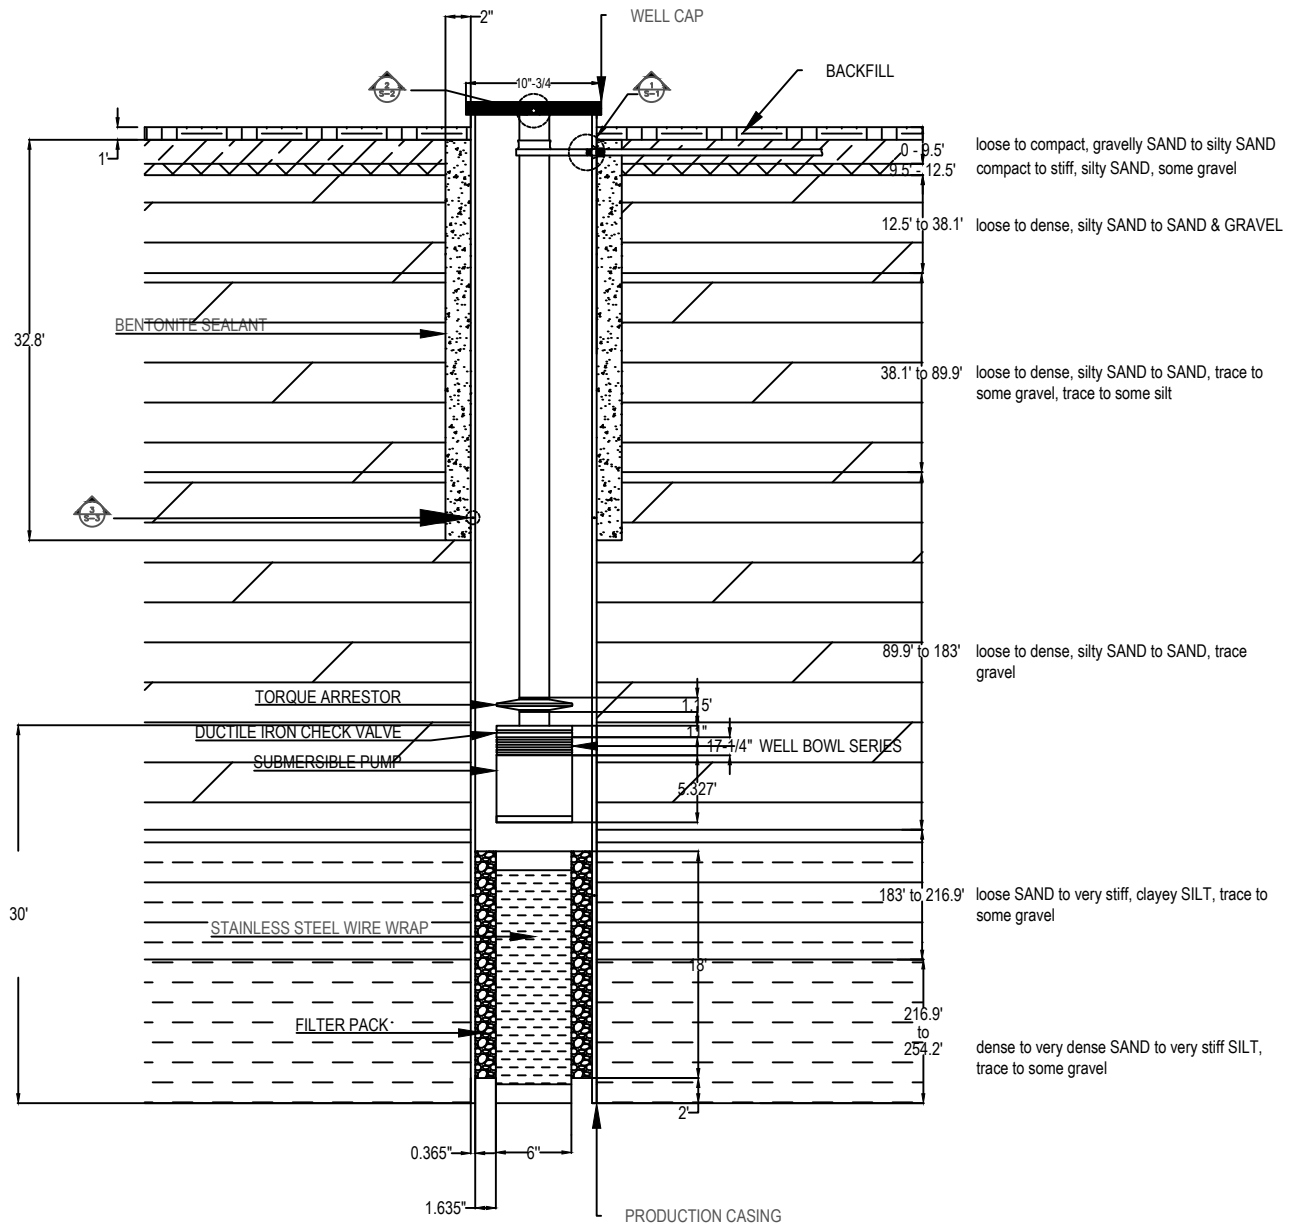 2"
WELL CAP
10"-3/4
2
S-2
1
S-1
BACKFILL
1'
0 - 9.5'
loose to compact, gravelly SAND to silty SAND
9.5' - 12.5'
compact to stiff, silty SAND, some gravel
12.5' to 38.1'
loose to dense, silty SAND to SAND & GRAVEL
BENTONITE SEALANT
32.8'
38.1' to 89.9'
loose to dense, silty SAND to SAND, trace to
some gravel, trace to some silt
3
S-3
89.9' to 183'
loose to dense, silty SAND to SAND, trace
gravel
TORQUE ARRESTOR
1.15'
DUCTILE IRON CHECK VALVE
11"
17-1/4" WELL BOWL SERIES
SUBMERSIBLE PUMP
5.327'
30'
183' to 216.9'
loose SAND to very stiff, clayey SILT, trace to
some gravel
STAINLESS STEEL WIRE WRAP
18'
FILTER PACK
216.9'
to
254.2'
dense to very dense SAND to very stiff SILT,
trace to some gravel
2'
0.365"
6"
1.635"
PRODUCTION CASING